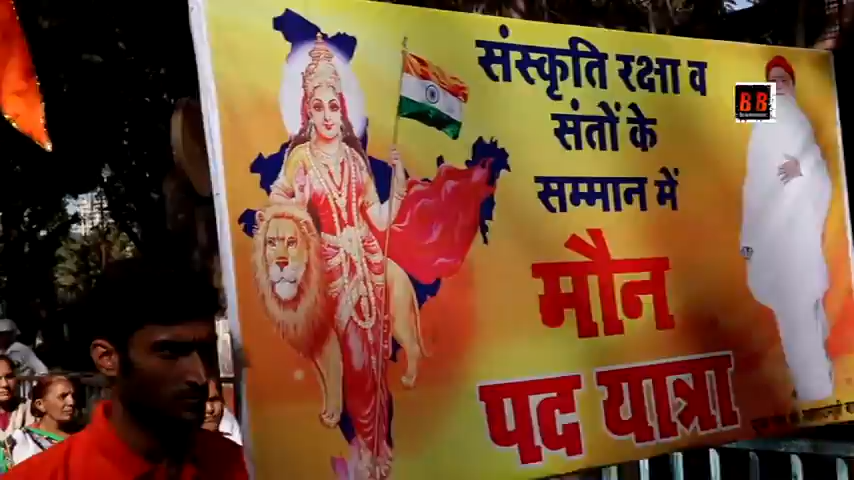 संस्कृति रक्षा व
संतों के
सम्मान में
मौन
पद यात्रा
BB